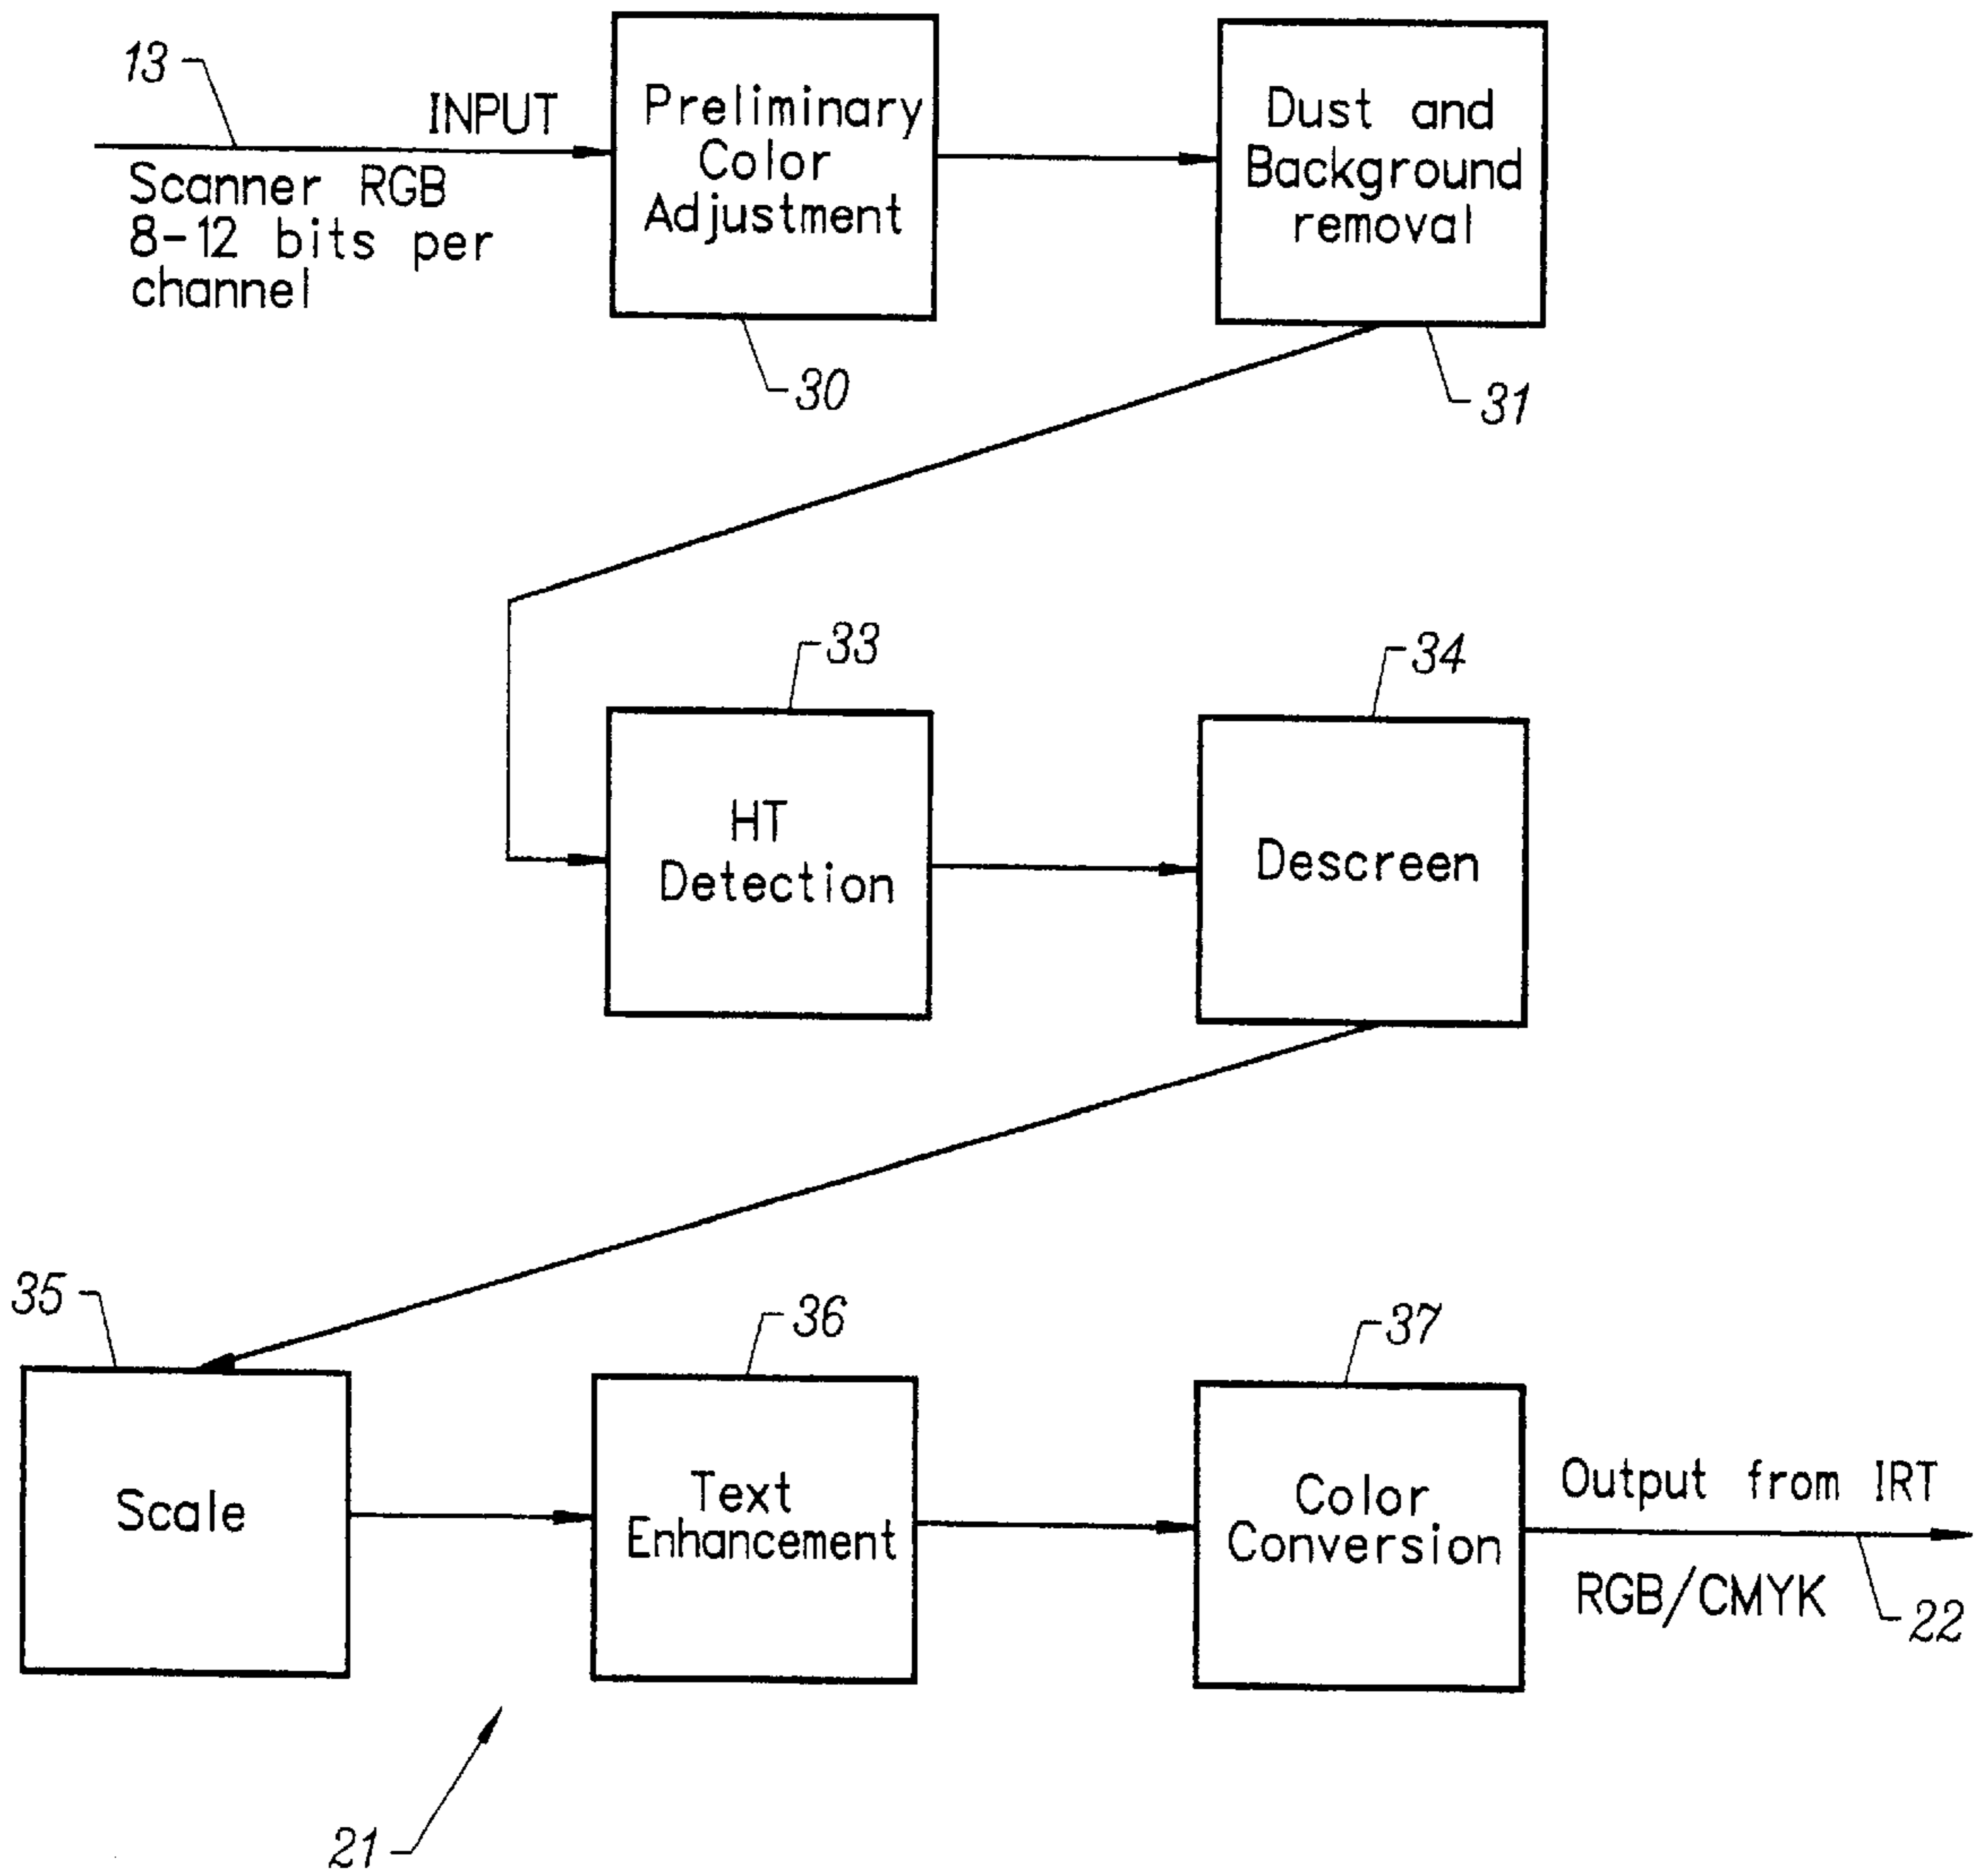 13
INPUT
Scanner RGB
8-12 bits per
channel
Preliminary
Color
Adjustment
30
Dust and
Background
removal
31
33
HT
Detection
34
Descreen
35
Scale
36
Text
Enhancement
37
Color
Conversion
Output from IRT
RGB/CMYK
22
21